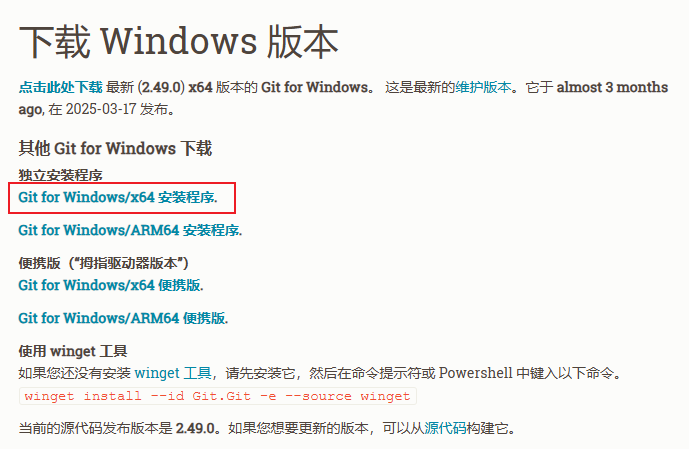 下载 Windows 版本
点击此处下载 最新 (2.49.0) x64 版本的 Git for Windows。 这是最新的维护版本。它于 almost 3 months
ago, 在 2025-03-17 发布。
其他 Git for Windows 下载
独立安装程序
Git for Windows/x64 安装程序.
Git for Windows/ARM64 安装程序.
便携版（“拇指驱动器版本”）
Git for Windows/x64 便携版.
Git for Windows/ARM64 便携版.
使用 winget 工具
如果您还没有安装 winget 工具，请先安装它，然后在命令提示符或 Powershell 中键入以下命令。
winget install --id Git.Git -e --source winget
当前的源代码发布版本是 2.49.0。如果您想要更新的版本，可以从源代码构建它。